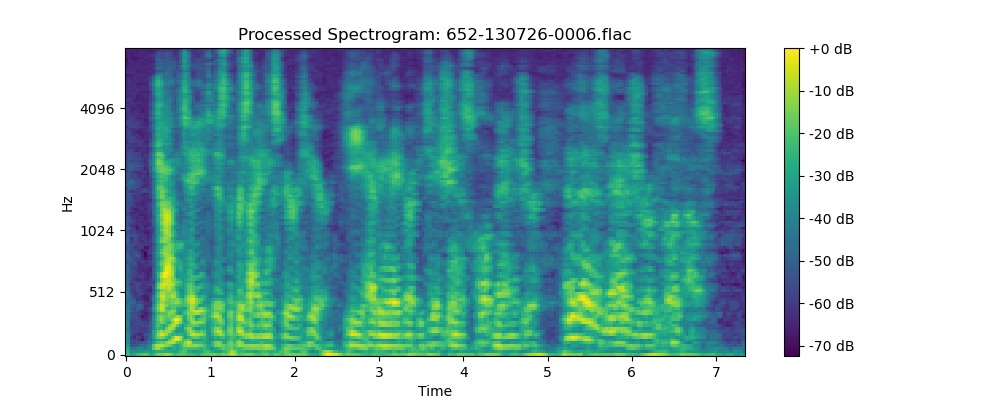 Processed Spectrogram: 652-130726-0006.flac
Hz
4096
2048
1024
512
0
0 1 2 3 4 5 6 7
Time
+0 dB
-10 dB
-20 dB
-30 dB
-40 dB
-50 dB
-60 dB
-70 dB